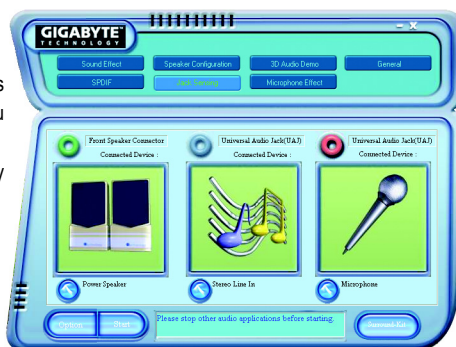 GIGABYTE™
TECHNOLOGY
– X
Sound Effect
Speaker Configuration
3D Audio Demo
General
SPDIF
Jack Sensing
Microphone Effect
s
u
y
Front Speaker Connector
Universal Audio Jack(UAJ)
Universal Audio Jack(UAJ)
Connected Device :
Connected Device :
Connected Device :
Power Speaker
Stereo Line In
Microphone
Option
Start
Please stop other audio applications before starting.
Surround-Kit